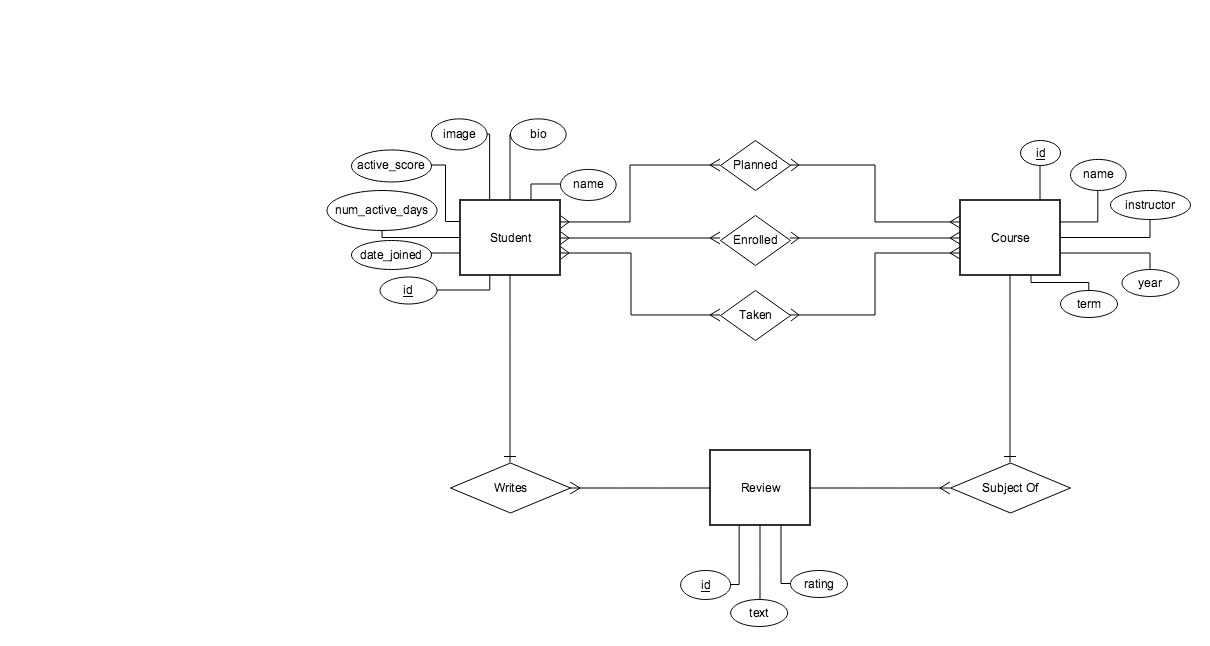 image
bio
id
active_score
Planned
name
name
instructor
num_active_days
Student
Enrolled
Course
date_joined
id
year
term
Taken
Writes
Review
Subject Of
id
rating
text